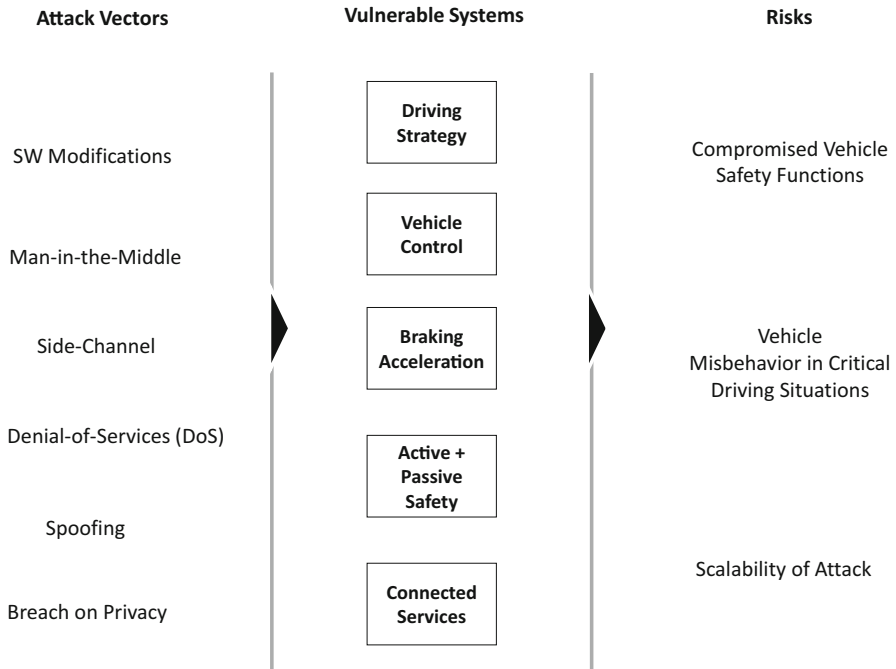 Attack Vectors
Vulnerable Systems
Risks
SW Modifications
Man-in-the-Middle
Side-Channel
Denial-of-Services (DoS)
Spoofing
Breach on Privacy
Driving
Strategy
Vehicle
Control
Braking
Acceleration
Active +
Passive
Safety
Connected
Services
Compromised Vehicle
Safety Functions
Vehicle
Misbehavior in Critical
Driving Situations
Scalability of Attack